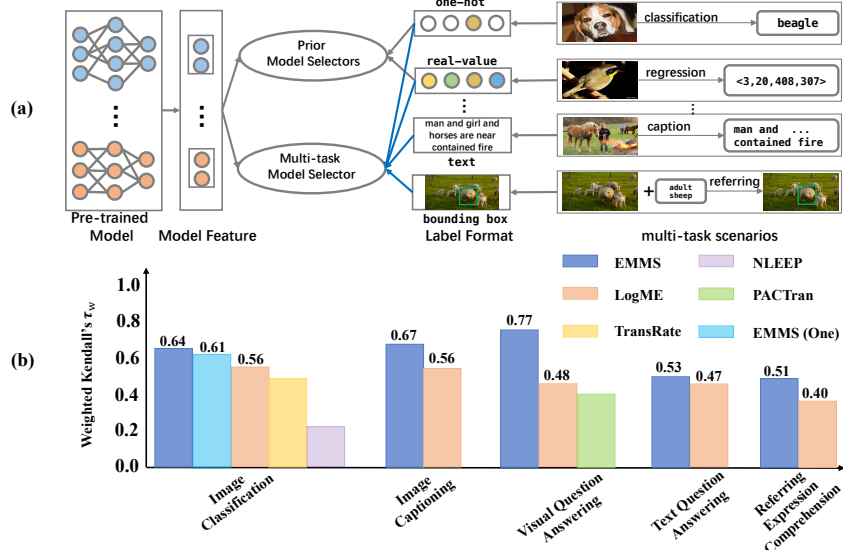 (a)
Pre-trained
Model
Model Feature
Prior
Model Selectors
Multi-task
Model Selector
one-hot
real-value
man and girl and
horses are near
contained fire
text
bounding box
Label Format
classification
beagle
regression
<3,20,408,307>
caption
man and ...
contained fire
+
adult
sheep
referring
multi-task scenarios
(b)
Weighted Kendall's τw
1.0
0.8
0.6
0.4
0.2
0.0
EMMS
LogME
TransRate
NLEEP
PACTran
EMMS (One)
0.64
0.61
0.56
0.67
0.56
0.77
0.48
0.53
0.47
0.51
0.40
Image
Classification
Image
Captioning
Visual Question
Answering
Text Question
Answering
Referring
Expression
Comprehension